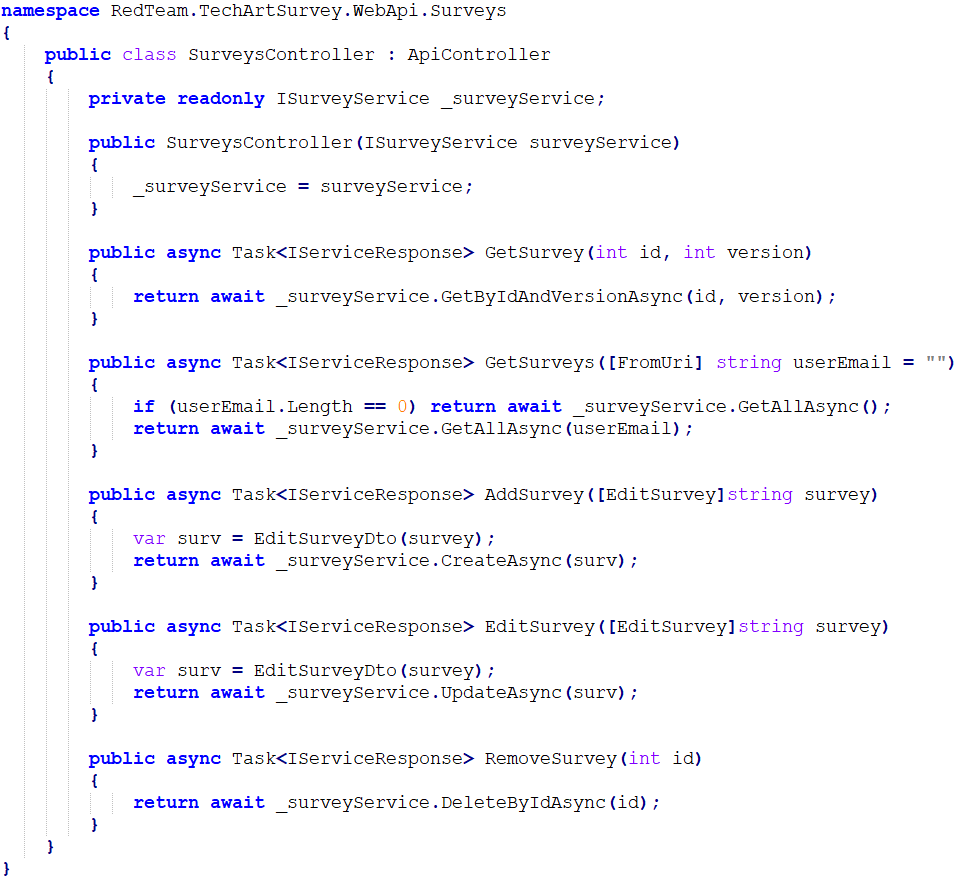 namespace RedTeam.TechArtSurvey.WebApi.Surveys
{
    public class SurveysController : ApiController
    {
        private readonly ISurveyService _surveyService;

        public SurveysController(ISurveyService surveyService)
        {
            _surveyService = surveyService;
        }

        public async Task<IServiceResponse> GetSurvey(int id, int version)
        {
            return await _surveyService.GetByIdAndVersionAsync(id, version);
        }

        public async Task<IServiceResponse> GetSurveys([FromUri] string userEmail = "")
        {
            if (userEmail.Length == 0) return await _surveyService.GetAllAsync();
            return await _surveyService.GetAllAsync(userEmail);
        }

        public async Task<IServiceResponse> AddSurvey([EditSurvey]string survey)
        {
            var surv = EditSurveyDto(survey);
            return await _surveyService.CreateAsync(surv);
        }

        public async Task<IServiceResponse> EditSurvey([EditSurvey]string survey)
        {
            var surv = EditSurveyDto(survey);
            return await _surveyService.UpdateAsync(surv);
        }

        public async Task<IServiceResponse> RemoveSurvey(int id)
        {
            return await _surveyService.DeleteByIdAsync(id);
        }
    }
}